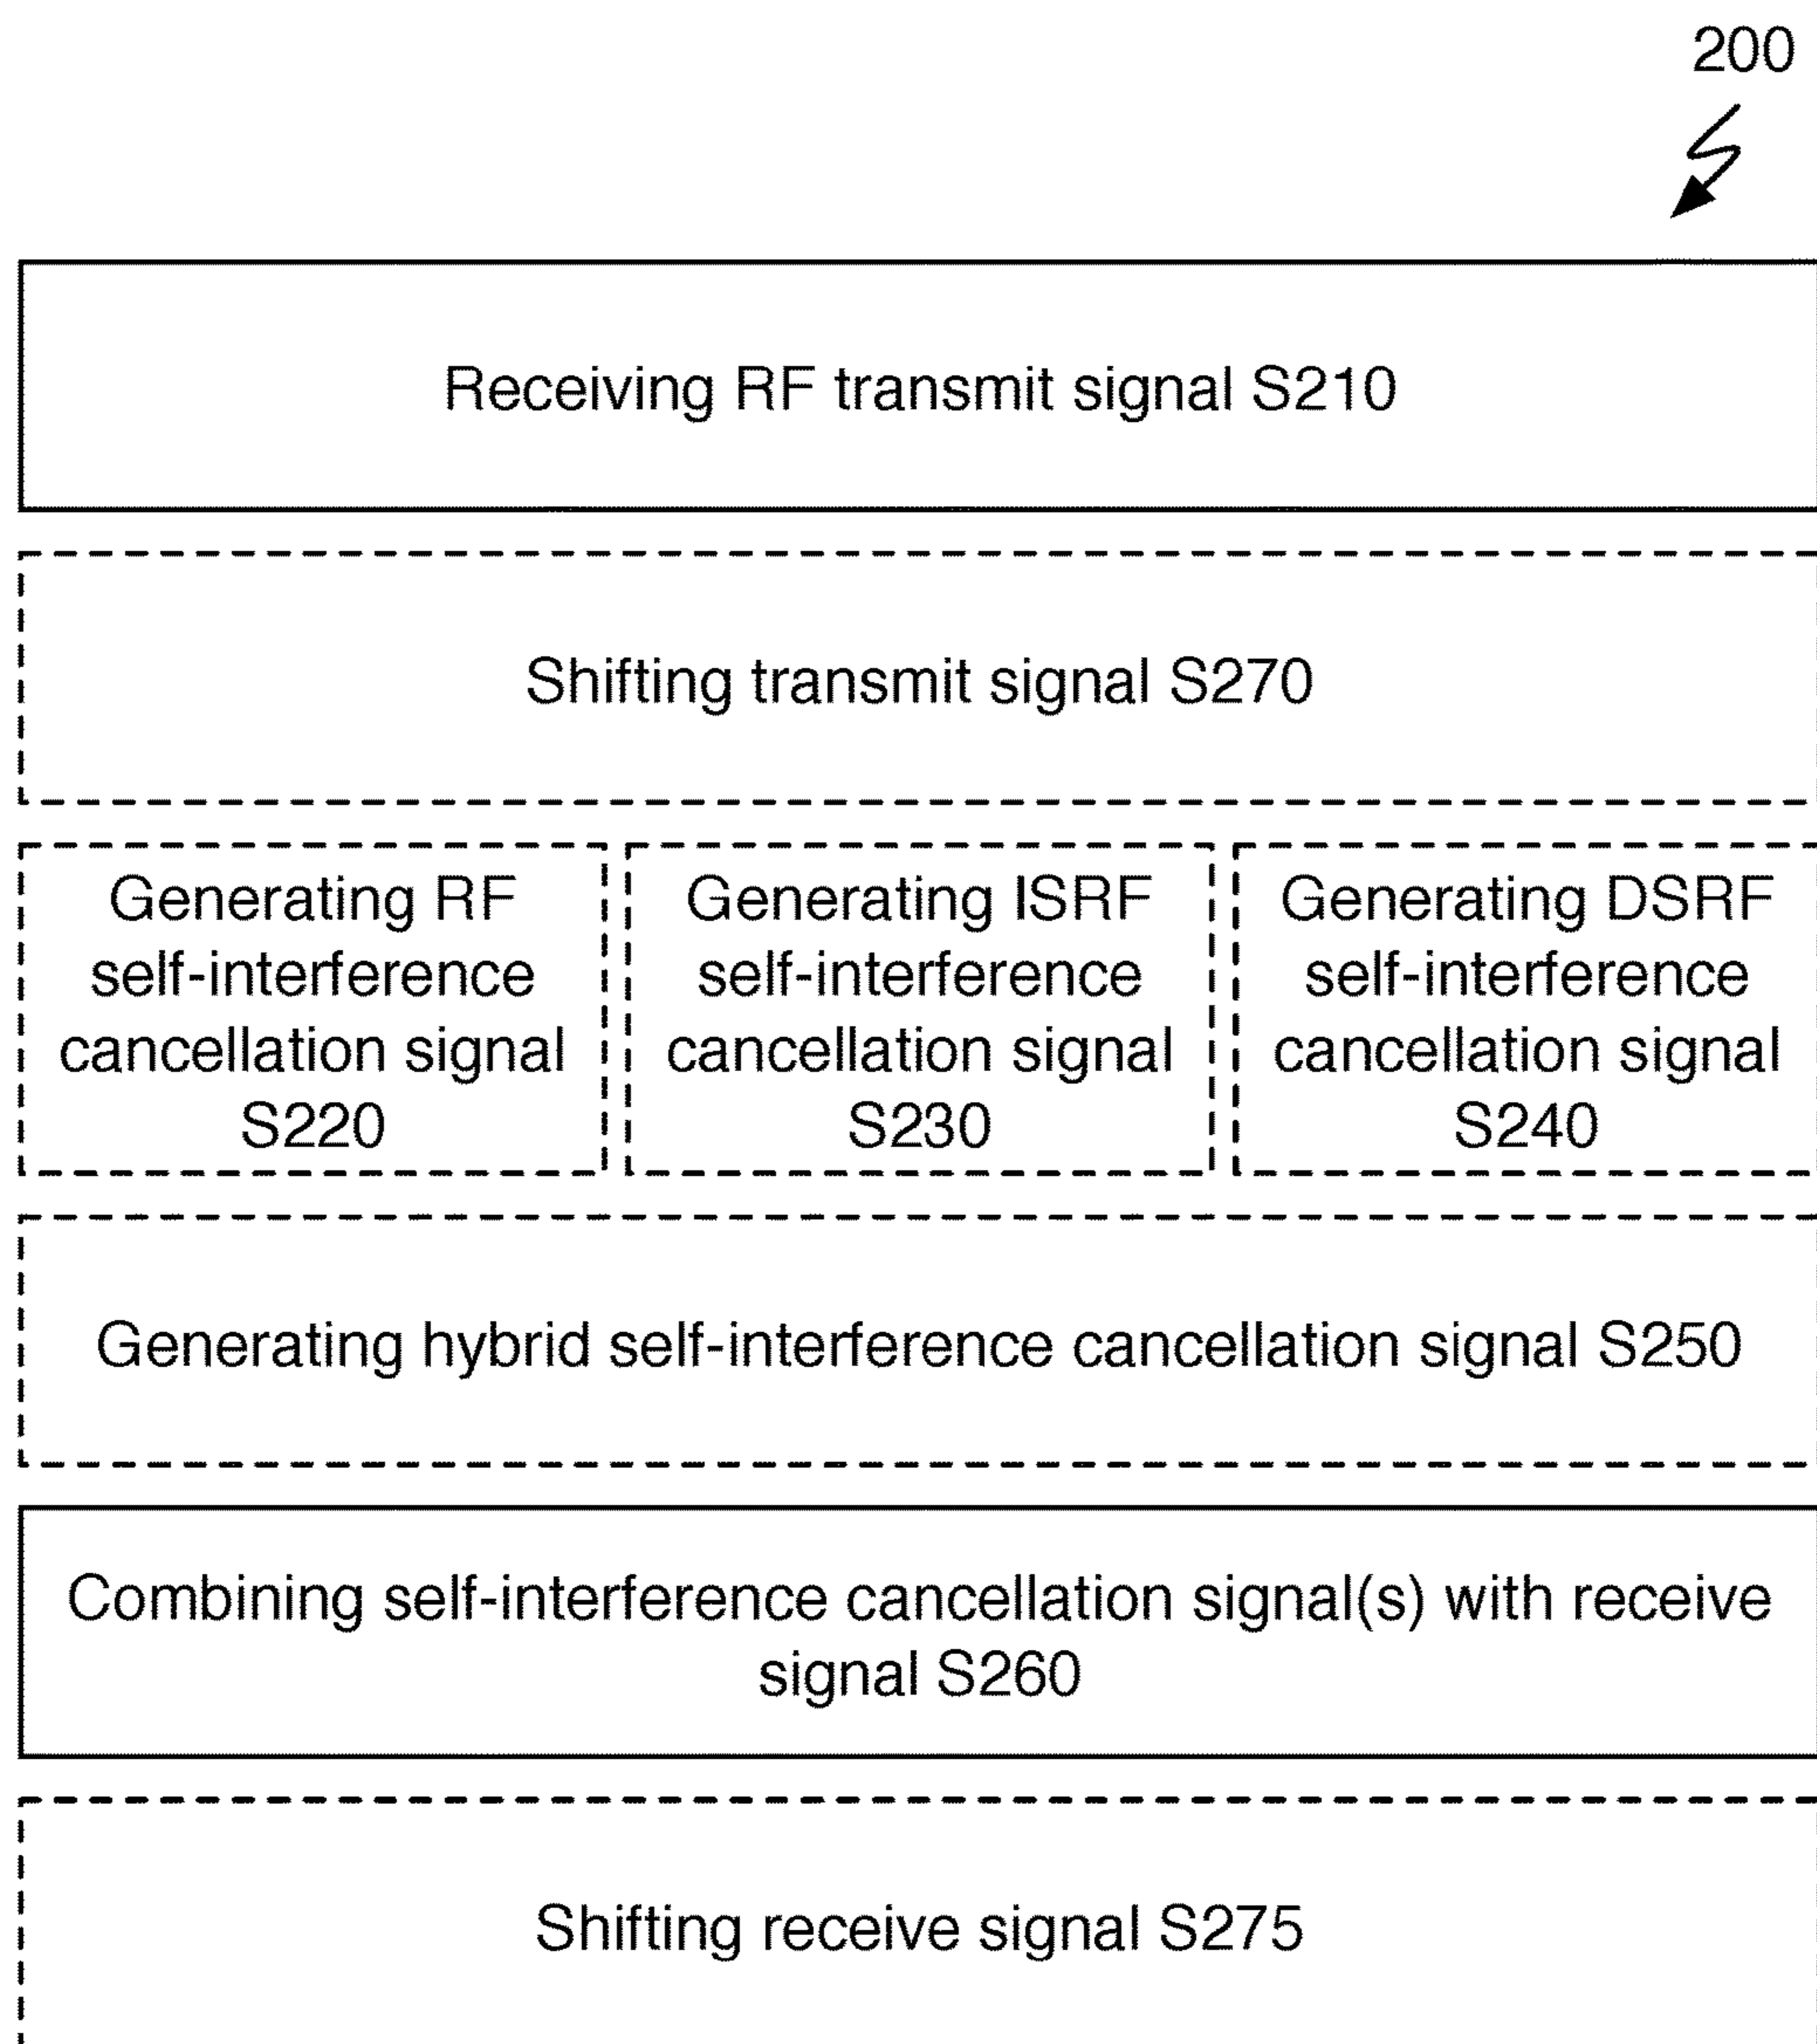 200
Receiving RF transmit signal S210
Shifting transmit signal S270
Generating RF
self-interference
cancellation signal
S220
Generating ISRF
self-interference
cancellation signal
S230
Generating DSRF
self-interference
cancellation signal
S240
Generating hybrid self-interference cancellation signal S250
Combining self-interference cancellation signal(s) with receive
signal S260
Shifting receive signal S275